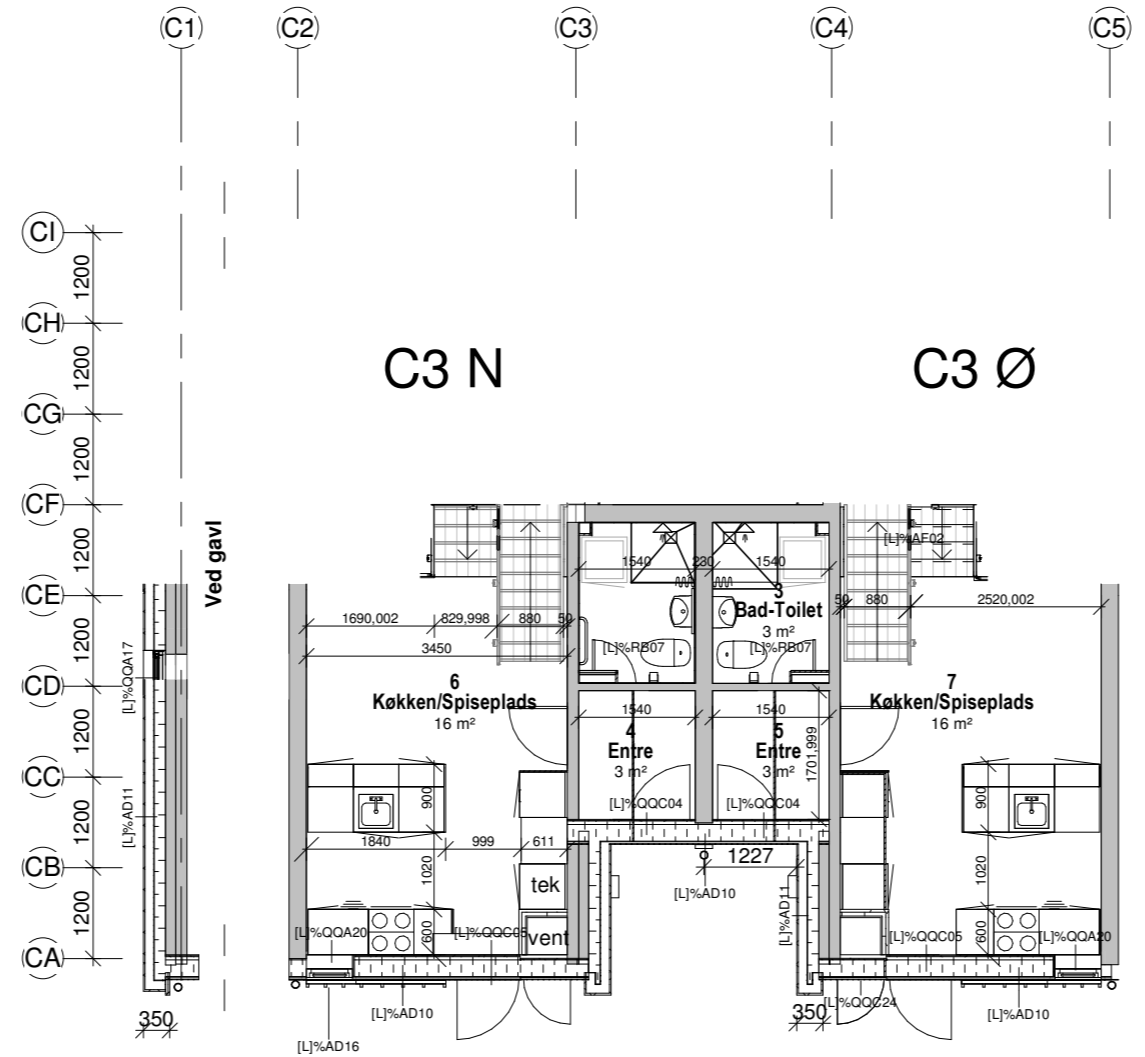 C1
C2
C3
C4
C5
CI
1200
CH
1200
CG
1200
CF
1200
CE
1200
CD
1200
CC
1200
CB
1200
CA
C3 N
C3 Ø
Ved gavl
[L]%QQA17
[L]%AD11
350
[L]%AF02
1540
230
1540
3
Bad-Toilet
3 m²
[L]%RB07
[L]%RB07
1690,002
829,998
880
50
3450
50
880
2520,002
6
Køkken/Spiseplads
16 m²
7
Køkken/Spiseplads
16 m²
1540
1540
4
Entre
3 m²
5
Entre
3 m²
1701,999
[L]%QQC04
[L]%QQC04
900
900
1840
999
611
1020
1020
1227
tek
vent
[L]%AD10
[L]%AD11
600
600
[L]%QQA20
[L]%QQC05
[L]%QQC05
[L]%QQA20
[L]%QQC24
[L]%AD10
[L]%AD10
350
[L]%AD16